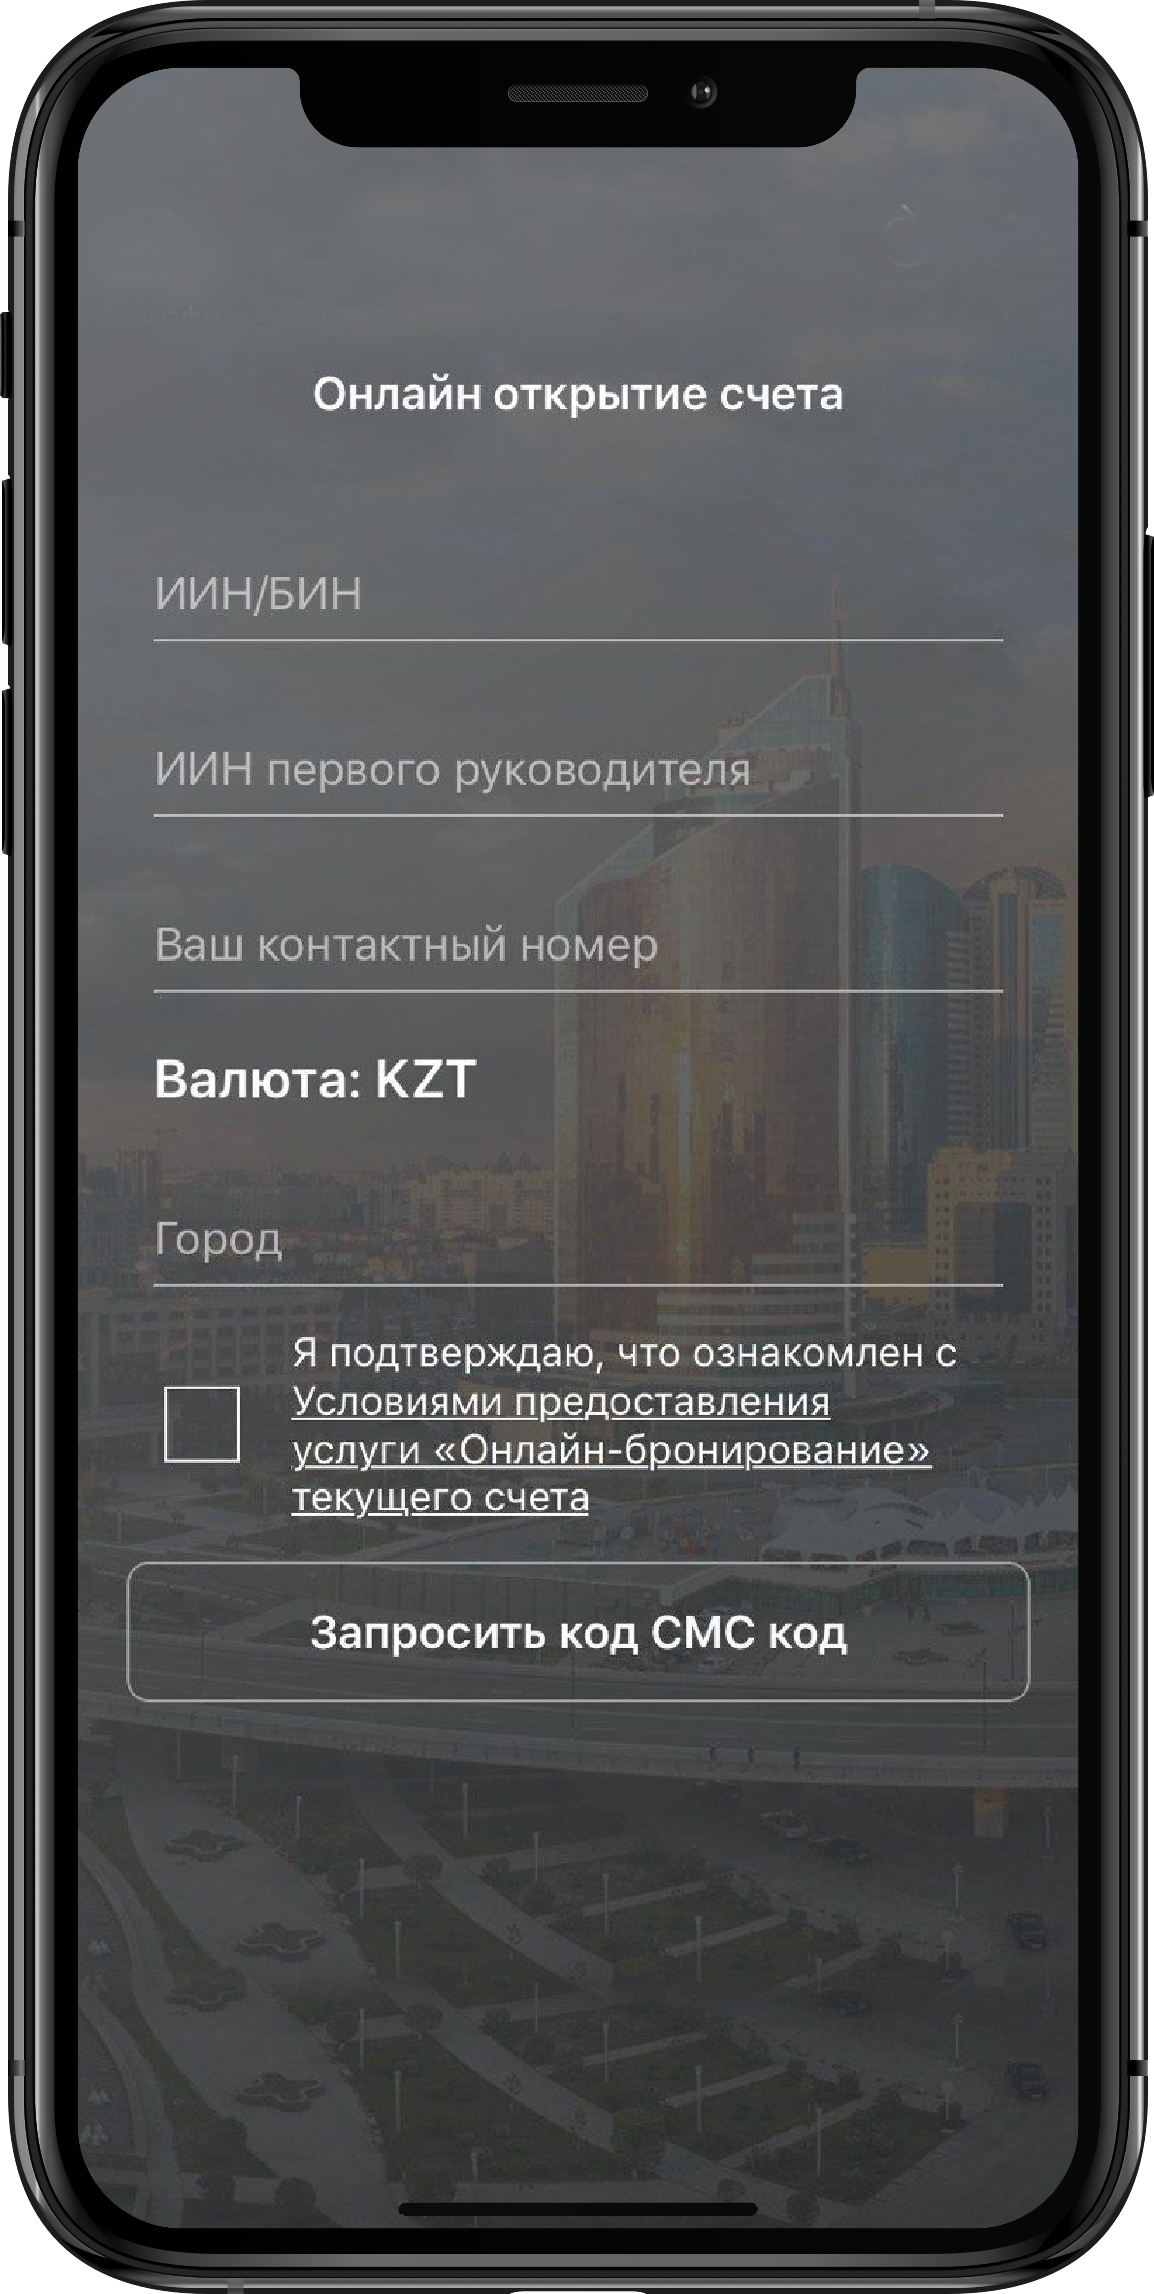 Онлайн открытие счета
ИИН/БИН
ИИН первого руководителя
Ваш контактный номер
Валюта: KZT
Город
Я подтверждаю, что ознакомлен с
Условиями предоставления
услуги «Онлайн-бронирование»
текущего счета
Запросить код СМС код